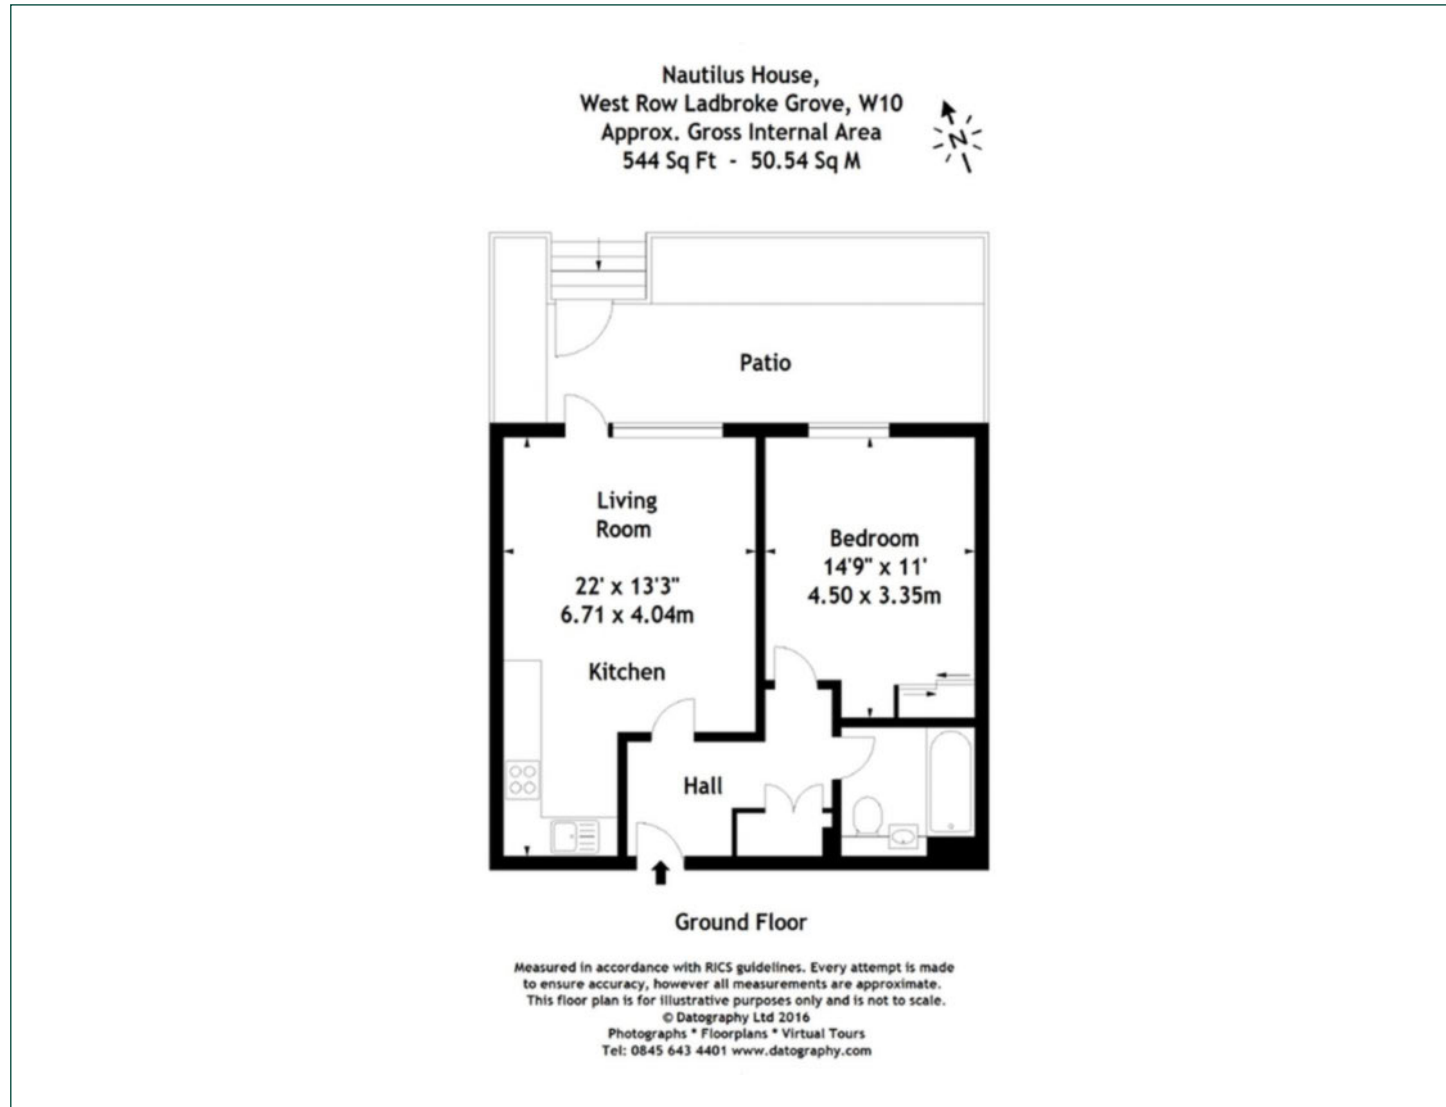 Nautilus House,
West Row Ladbroke Grove, W10
Approx. Gross Internal Area
544 Sq Ft - 50.54 Sq M
N
Patio
Living
Room
22' x 13'3"
6.71 x 4.04m
Kitchen
Bedroom
14'9" x 11'
4.50 x 3.35m
Hall
Ground Floor
Measured in accordance with RICS guidelines. Every attempt is made
to ensure accuracy, however all measurements are approximate.
This floor plan is for illustrative purposes only and is not to scale.
© Datography Ltd 2016
Photographs * Floorplans * Virtual Tours
Tel: 0845 643 4401 www.datography.com